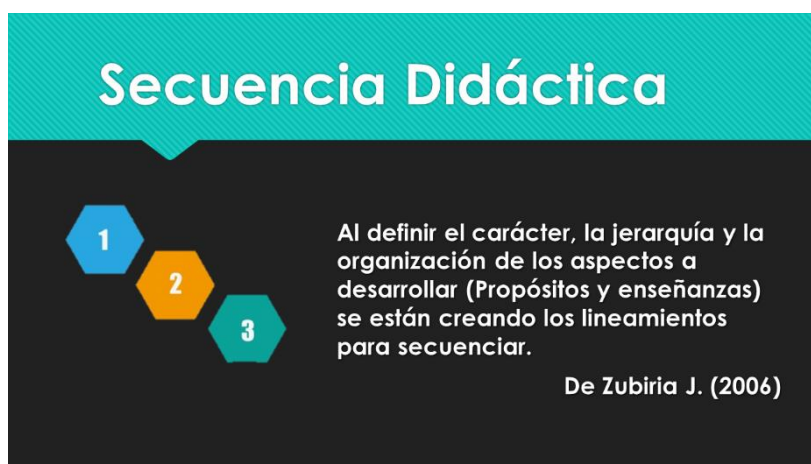 Secuencia Didáctica
1
2
3
Al definir el carácter, la jerarquía y la
organización de los aspectos a
desarrollar (Propósitos y enseñanzas)
se están creando los lineamientos
para secuenciar.
De Zubiria J. (2006)